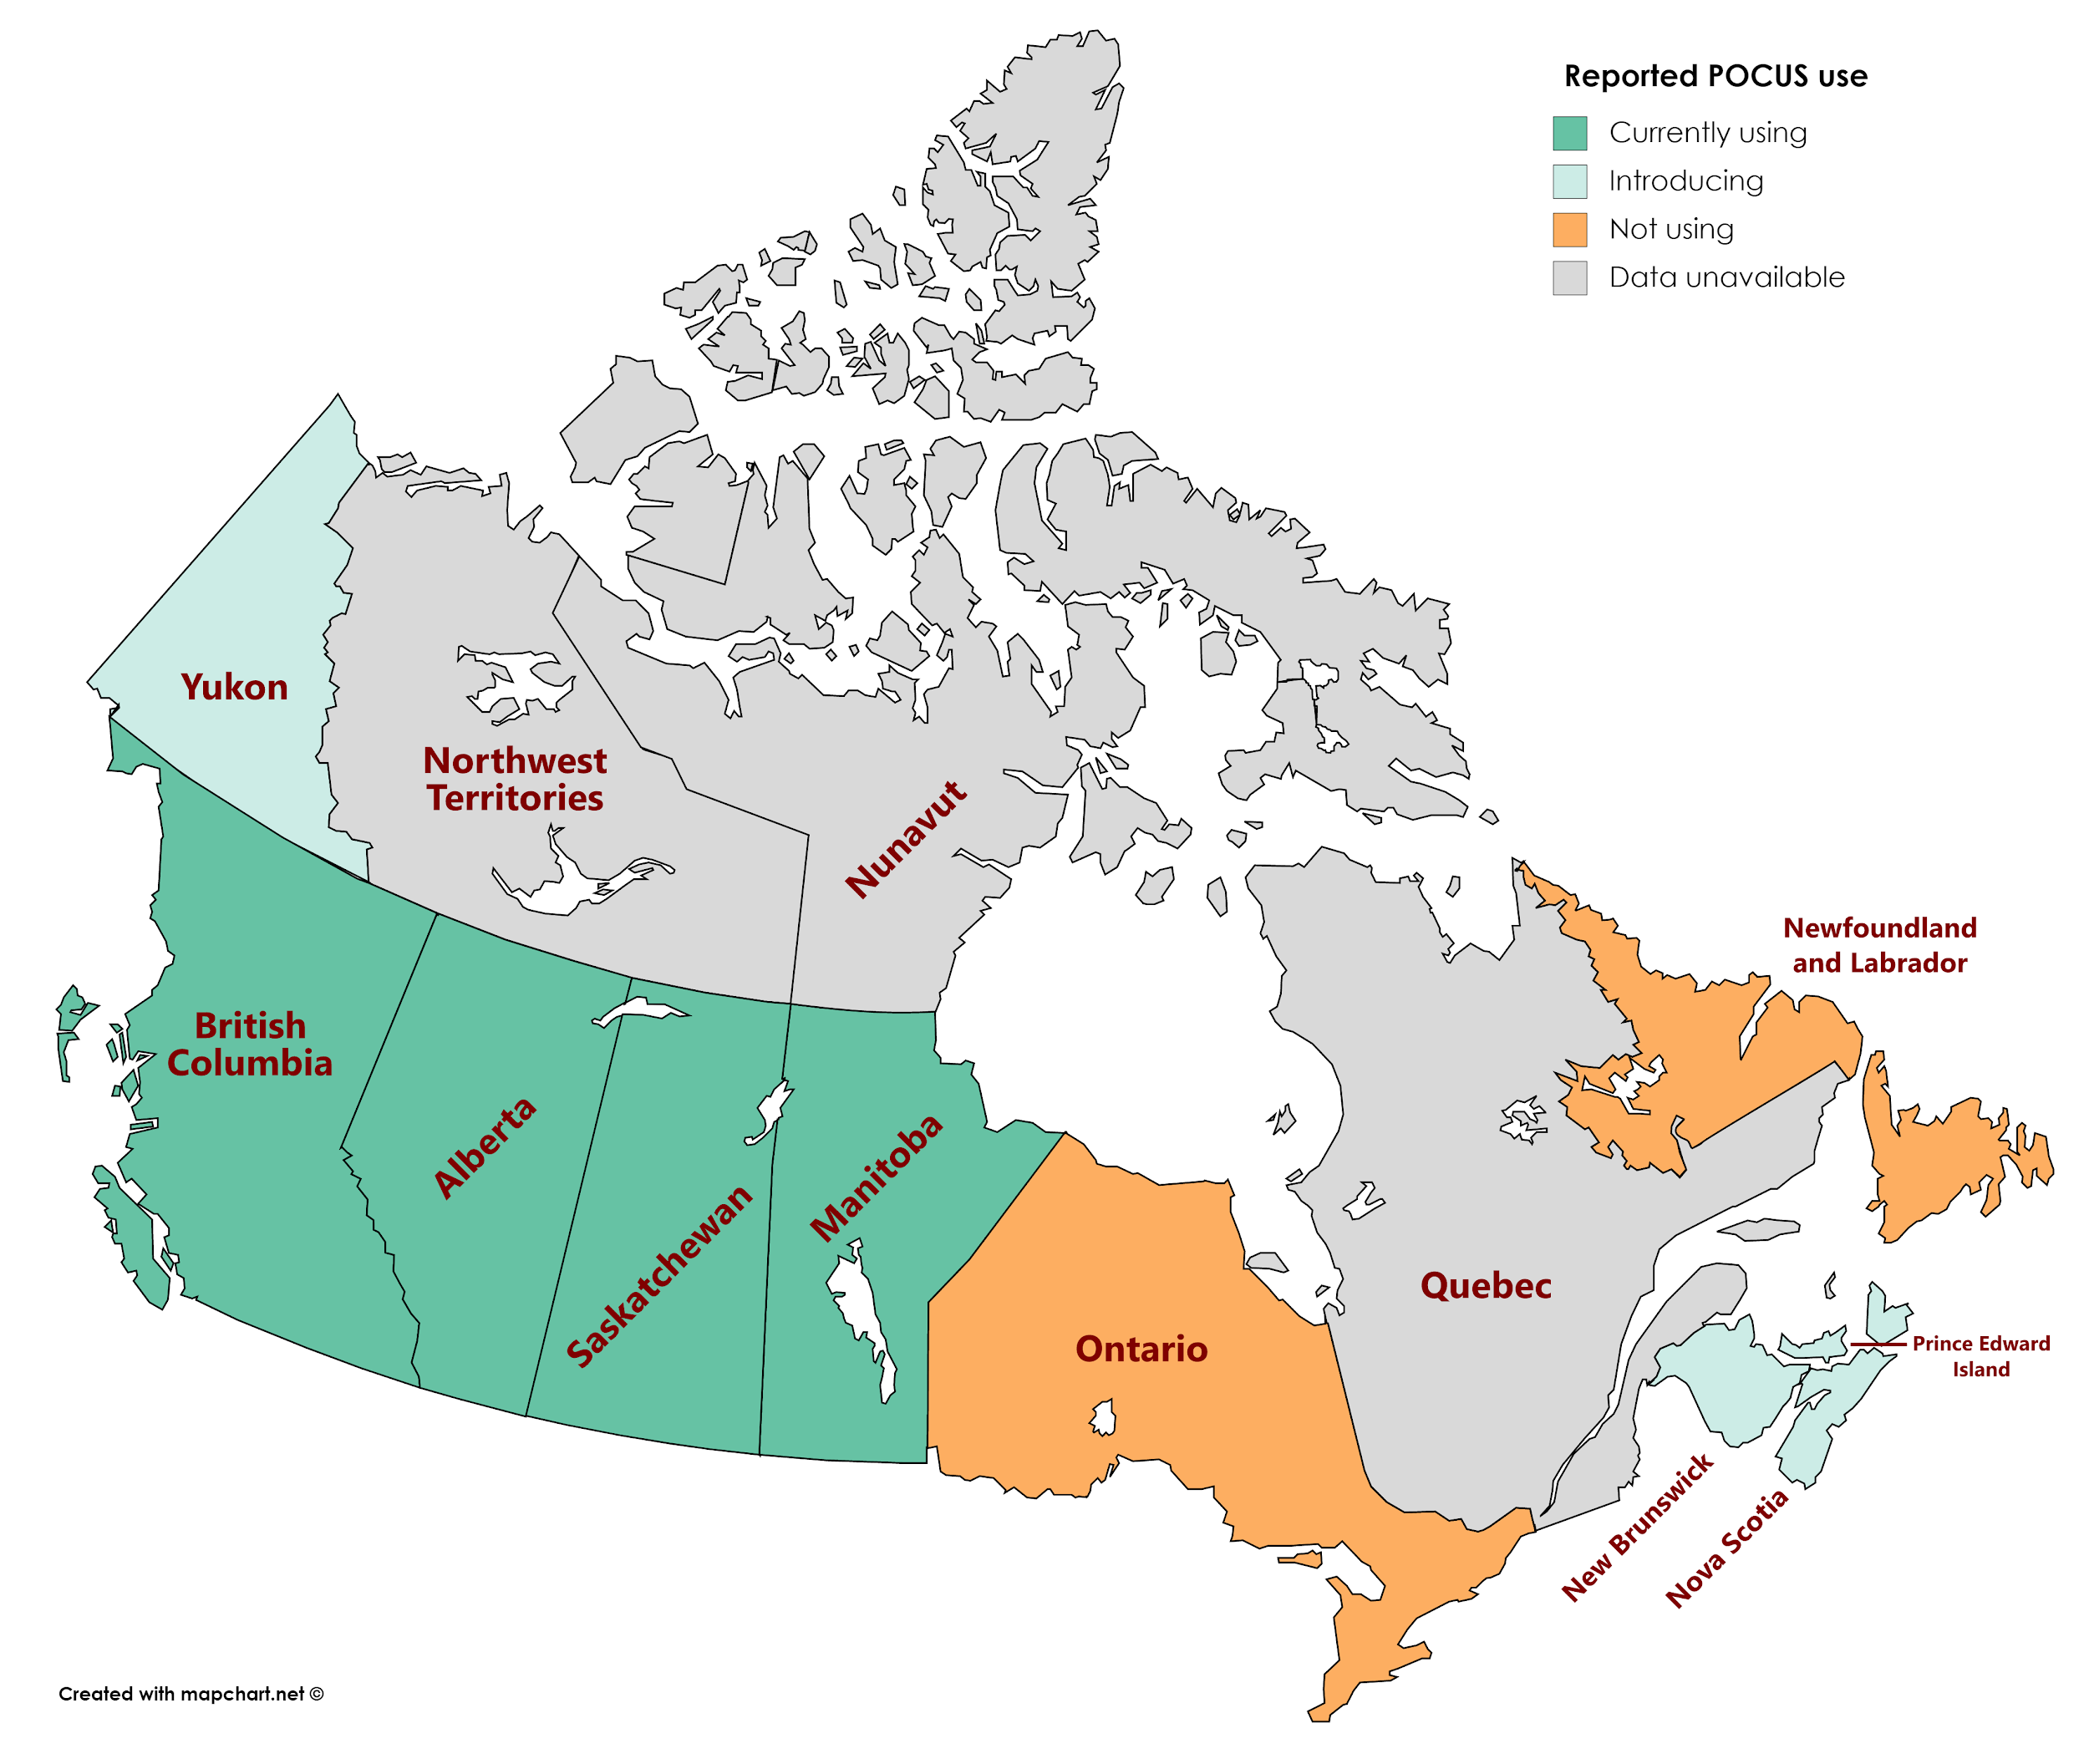 Reported POCUS use
Currently using
Introducing
Not using
Data unavailable
Yukon
Northwest
Territories
Nunavut
Newfoundland
and Labrador
British
Columbia
Alberta
Saskatchewan
Manitoba
Ontario
Quebec
Prince Edward
Island
New Brunswick
Nova Scotia
Created with mapchart.net ©